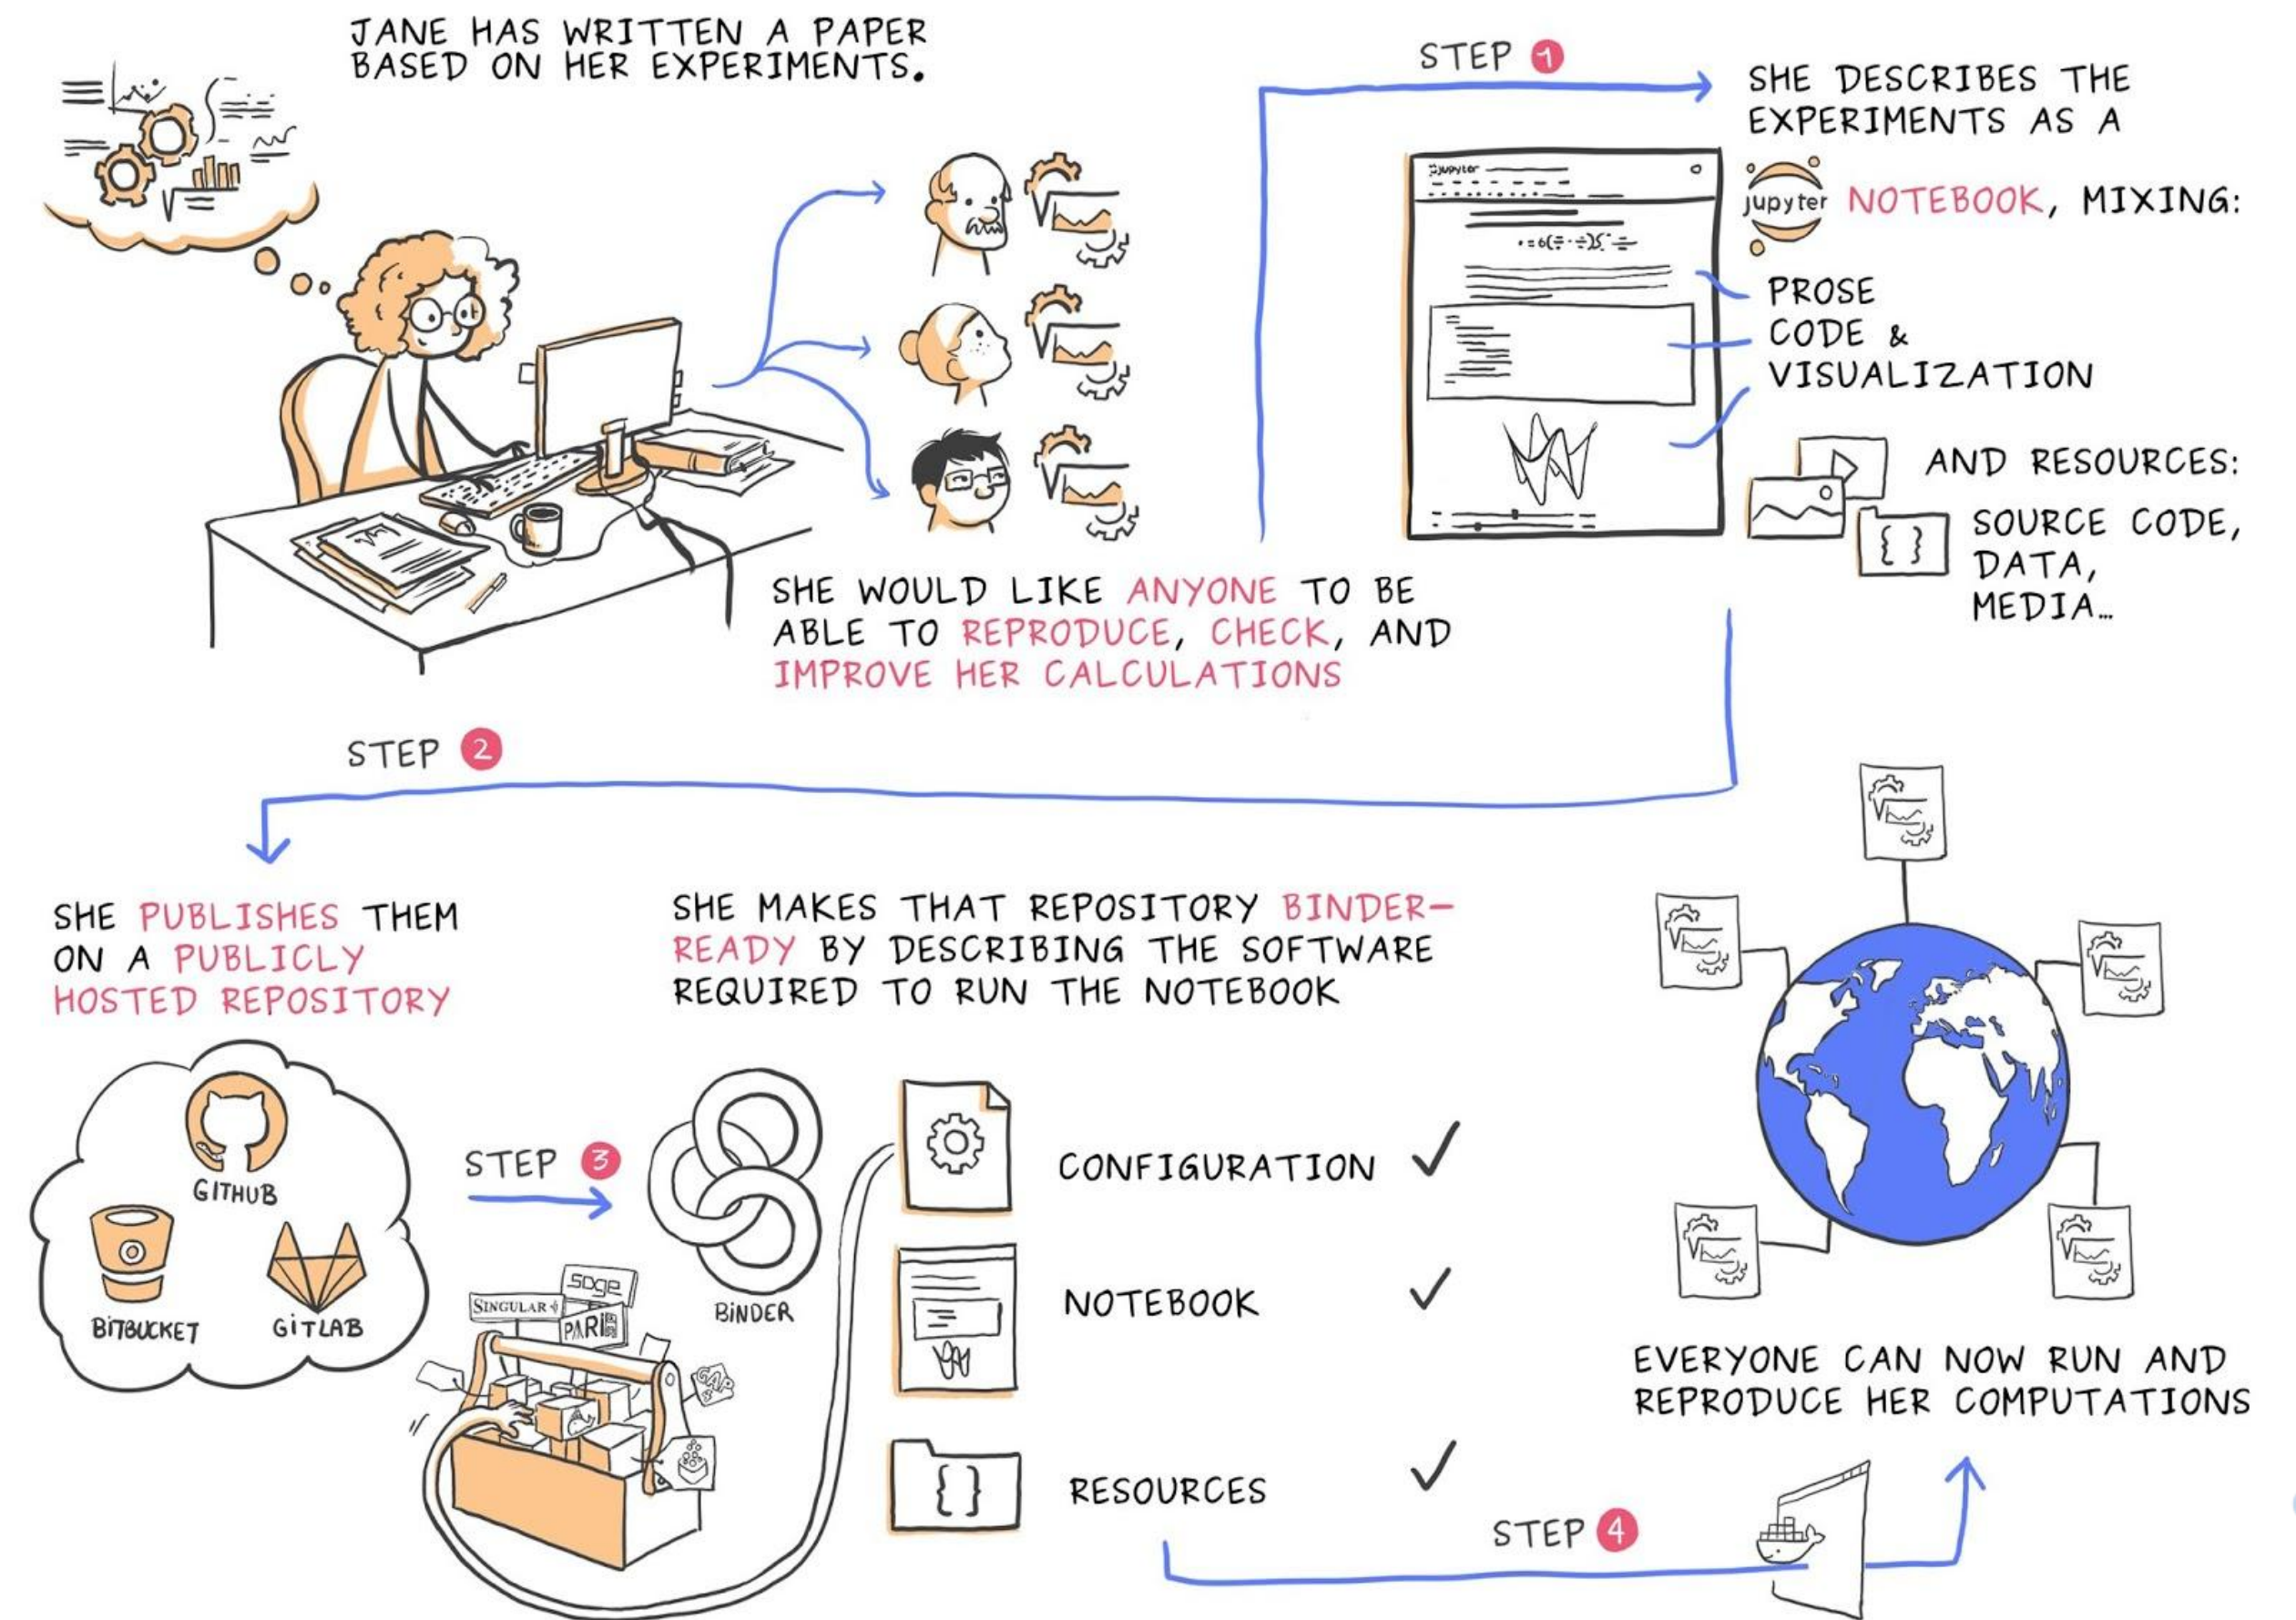 JANE HAS WRITTEN A PAPER
BASED ON HER EXPERIMENTS.
SHE WOULD LIKE ANYONE TO BE
ABLE TO REPRODUCE, CHECK, AND
IMPROVE HER CALCULATIONS
STEP 1
SHE DESCRIBES THE
EXPERIMENTS AS A
jupyter NOTEBOOK, MIXING:
jupyter
PROSE
CODE &
VISUALIZATION
AND RESOURCES:
SOURCE CODE,
DATA,
MEDIA...
STEP 2
SHE PUBLISHES THEM
ON A PUBLICLY
HOSTED REPOSITORY
GITHUB
BITBUCKET
GITLAB
STEP 3
SHE MAKES THAT REPOSITORY BINDER-
READY BY DESCRIBING THE SOFTWARE
REQUIRED TO RUN THE NOTEBOOK
BINDER
SAGE
SINGULAR
PARI
GAP
4
CONFIGURATION ✓
NOTEBOOK ✓
RESOURCES ✓
STEP 4
EVERYONE CAN NOW RUN AND
REPRODUCE HER COMPUTATIONS